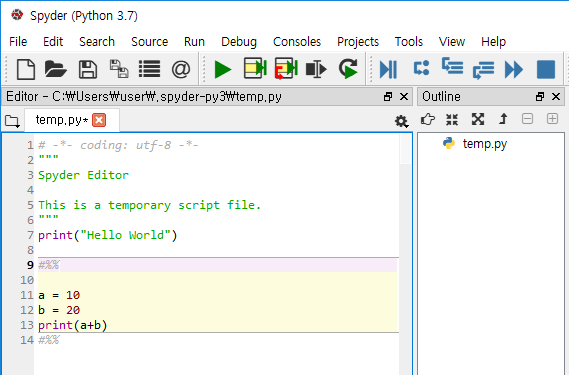 Spyder (Python 3.7)
File Edit Search Source Run Debug Consoles Projects Tools View Help
Editor - C:₩Users₩user₩.spyder-py3₩temp.py
Outline
temp.py*
temp.py
1 # -*- coding: utf-8 -*-
2 """
3 Spyder Editor
4
5 This is a temporary script file.
6 """
7 print("Hello World")
8
9 #%%
10
11 a = 10
12 b = 20
13 print(a+b)
14 #%%